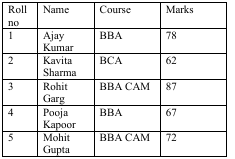 Roll Name Course Marks
no
1 Ajay BBA 78
Kumar
2 Kavita BCA 62
Sharma
3 Rohit BBA CAM 87
Garg
4 Pooja BBA 67
Kapoor
5 Mohit BBA CAM 72
Gupta